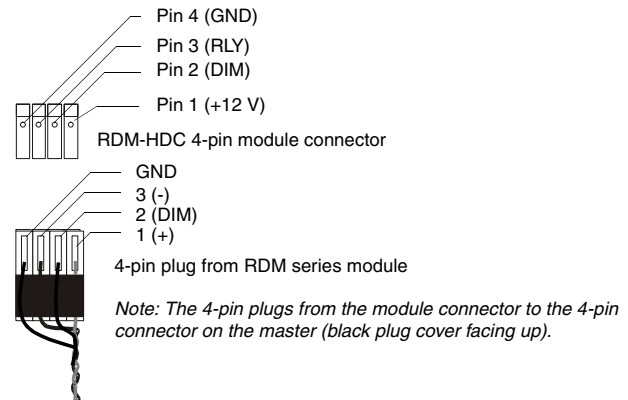 Pin 4 (GND)
Pin 3 (RLY)
Pin 2 (DIM)
Pin 1 (+12 V)
RDM-HDC 4-pin module connector
GND
3 (-)
2 (DIM)
1 (+)
4-pin plug from RDM series module
Note: The 4-pin plugs from the module connector to the 4-pin
connector on the master (black plug cover facing up).